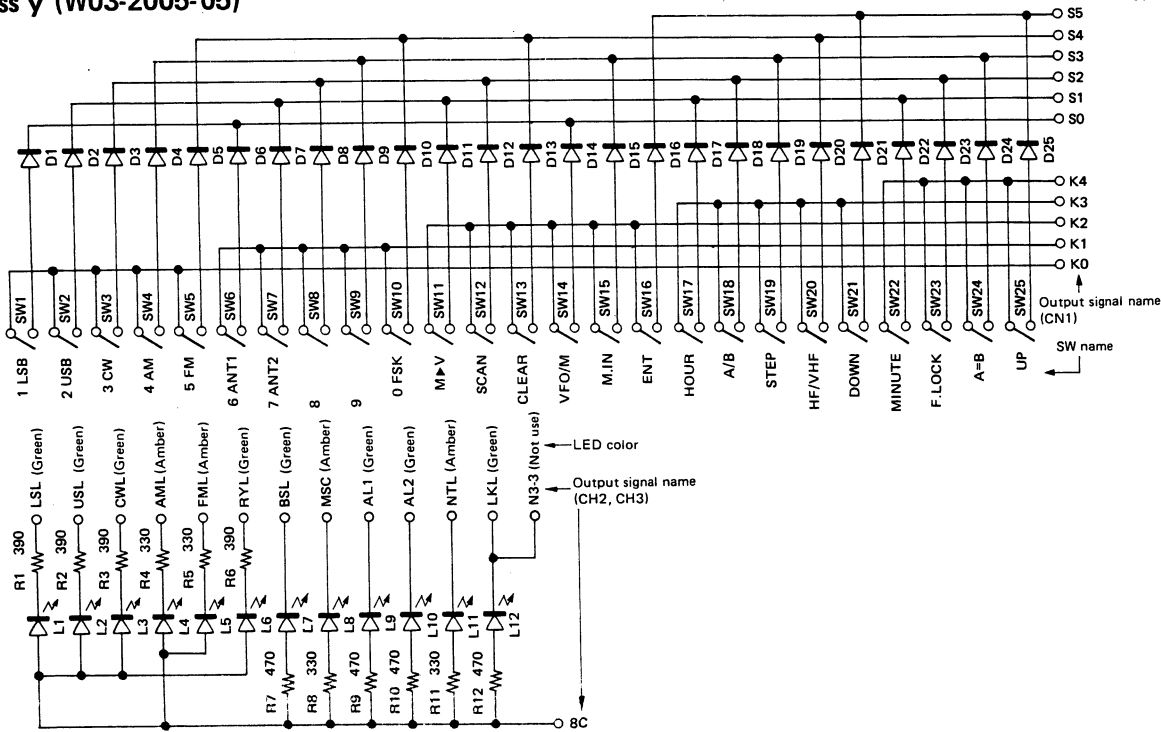 ss'y (W03-2005-05)
S5
S4
S3
S2
S1
S0
D1 D2 D3 D4 D5 D6 D7 D8 D9 D10 D11 D12 D13 D14 D15 D16 D17 D18 D19 D20 D21 D22 D23 D24 D25
K4
K3
K2
K1
K0
SW1 SW2 SW3 SW4 SW5 SW6 SW7 SW8 SW9 SW10 SW11 SW12 SW13 SW14 SW15 SW16 SW17 SW18 SW19 SW20 SW21 SW22 SW23 SW24 SW25
Output signal name
(CN1)
SW name
1 LSB
2 USB
3 CW
4 AM
5 FM
6 ANT1
7 ANT2
8
9
0 FSK
M▶V
SCAN
CLEAR
VFO/M
M.IN
ENT
HOUR
A/B
STEP
HF/VHF
DOWN
MINUTE
F.LOCK
A=B
UP
LSL (Green)
USL (Green)
CWL (Green)
AML (Amber)
FML (Amber)
RYL (Green)
BSL (Green)
MSC (Amber)
AL1 (Green)
AL2 (Green)
NTL (Amber)
LKL (Green)
N3-3 (Not use)
LED color
Output signal name
(CH2, CH3)
R1 390
R2 390
R3 390
R4 330
R5 330
R6 390
L1 L2 L3 L4 L5 L6 L7 L8 L9 L10 L11 L12
R7 470
R8 330
R9 470
R10 470
R11 330
R12 470
8C